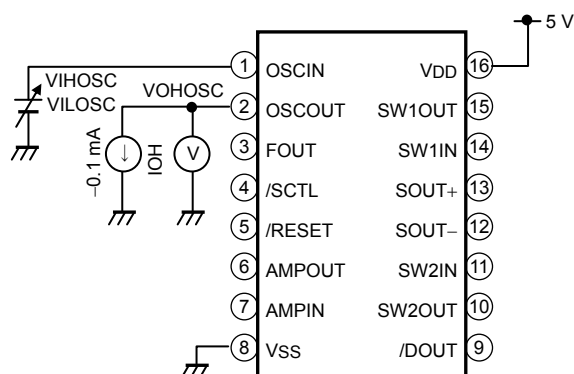 5 V
VIHOSC
VILOSC
VOHOSC
–0.1 mA
IOH
V
1 OSCIN
2 OSCOUT
3 FOUT
4 /SCTL
5 /RESET
6 AMPOUT
7 AMPIN
8 VSS
VDD 16
SW1OUT 15
SW1IN 14
SOUT+ 13
SOUT– 12
SW2IN 11
SW2OUT 10
/DOUT 9